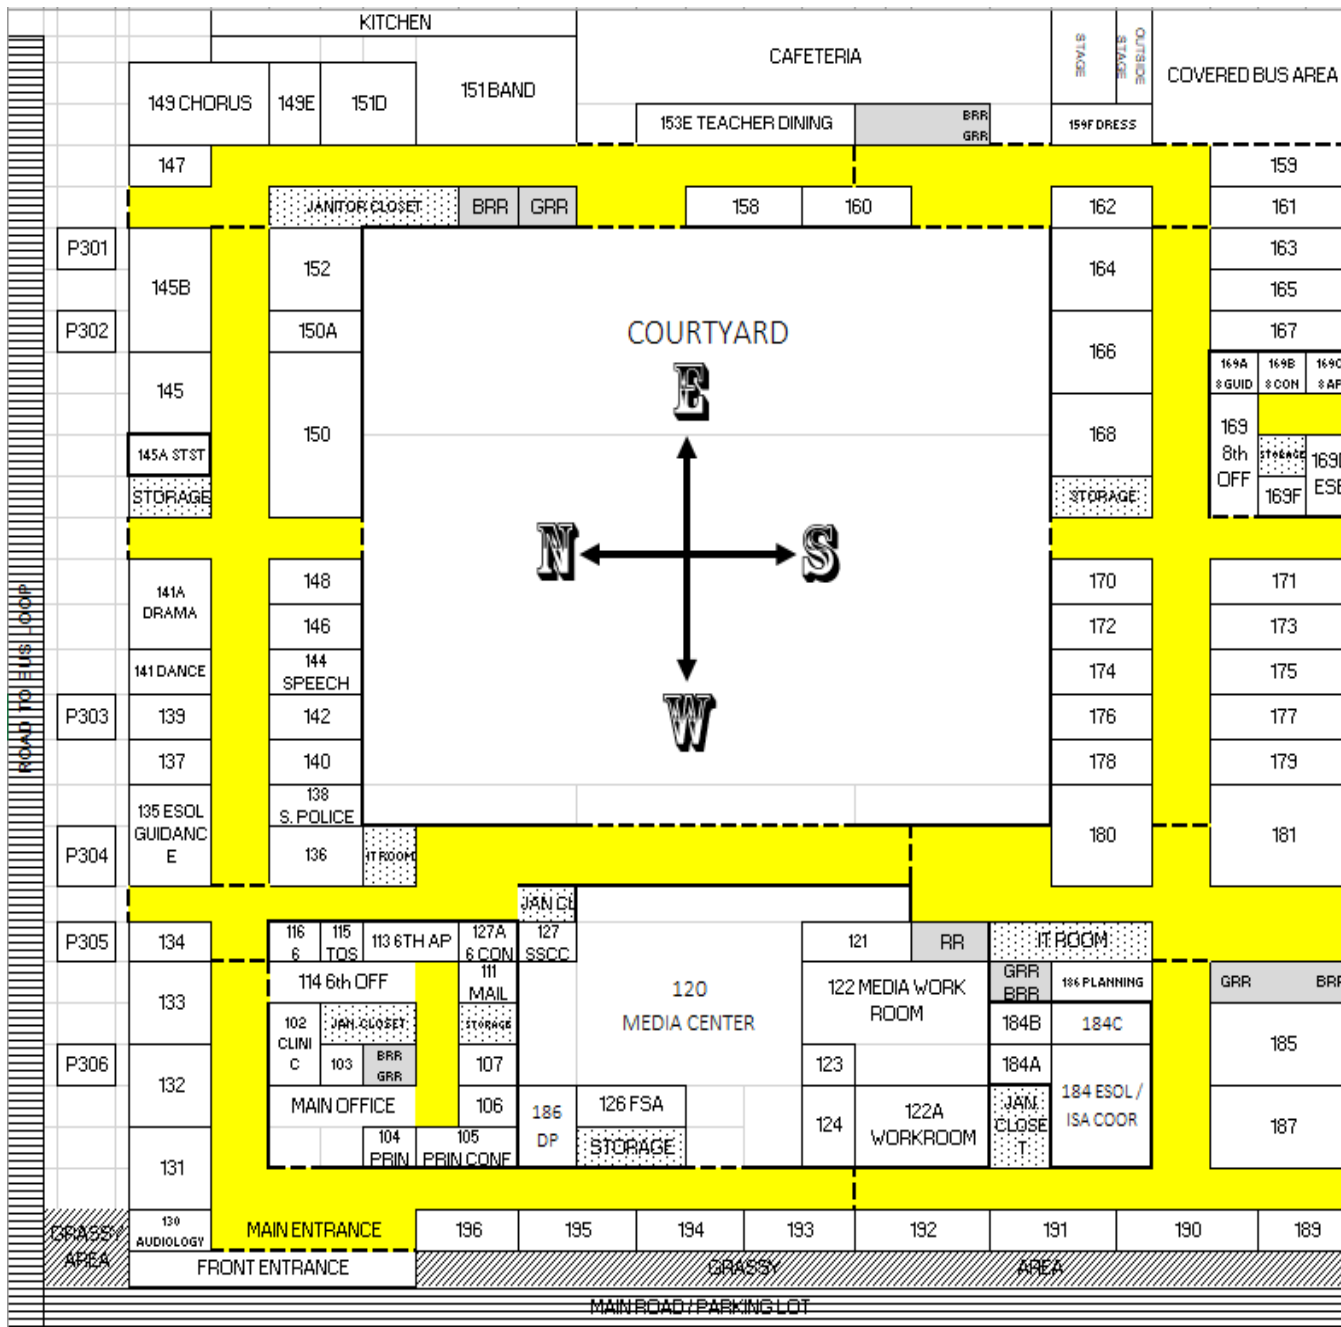 KITCHEN
CAFETERIA
STAGE
OUTSIDE
STAGE
COVERED BUS AREA
149 CHORUS
149E
151D
151 BAND
153E TEACHER DINING
BRR
GRR
159F DRESS
147
159
JANITOR CLOSET
BRR
GRR
158
160
162
161
P301
145B
152
164
163
165
P302
150A
COURTYARD
166
167
145
E
169A
8 GUID
169B
8 CON
169C
8 AP
150
168
169
8th
OFF
145A STST
STORAGE
STORAGE
STORAGE
169F
ESE
N
S
141A
DRAMA
148
170
171
146
172
173
141 DANCE
144
SPEECH
174
175
P303
139
142
W
176
177
137
140
178
179
ROAD TO BUS LOOP
135 ESOL
GUIDANC
E
138
S. POLICE
180
181
P304
136
IT ROOM
JAN CL
P305
134
116
6
115
TOS
113 6TH AP
127A
6 CON
127
SSCC
121
RR
IT ROOM
133
114 6th OFF
111
MAIL
120
MEDIA CENTER
122 MEDIA WORK
ROOM
GRR
BRR
186 PLANNING
GRR
BRR
102
CLINI
C
JAN. CLOSET
STORAGE
184B
184C
185
P306
132
103
BRR
GRR
107
123
184A
MAIN OFFICE
106
186
DP
126 FSA
124
122A
WORKROOM
JAN.
CLOSE
T
184 ESOL /
ISA COOR
187
131
104
PRIN
105
PRIN CONF
STORAGE
GRASSY
AREA
130
AUDIOLOGY
MAIN ENTRANCE
196
195
194
193
192
191
190
189
FRONT ENTRANCE
GRASSY
AREA
MAIN ROAD / PARKING LOT